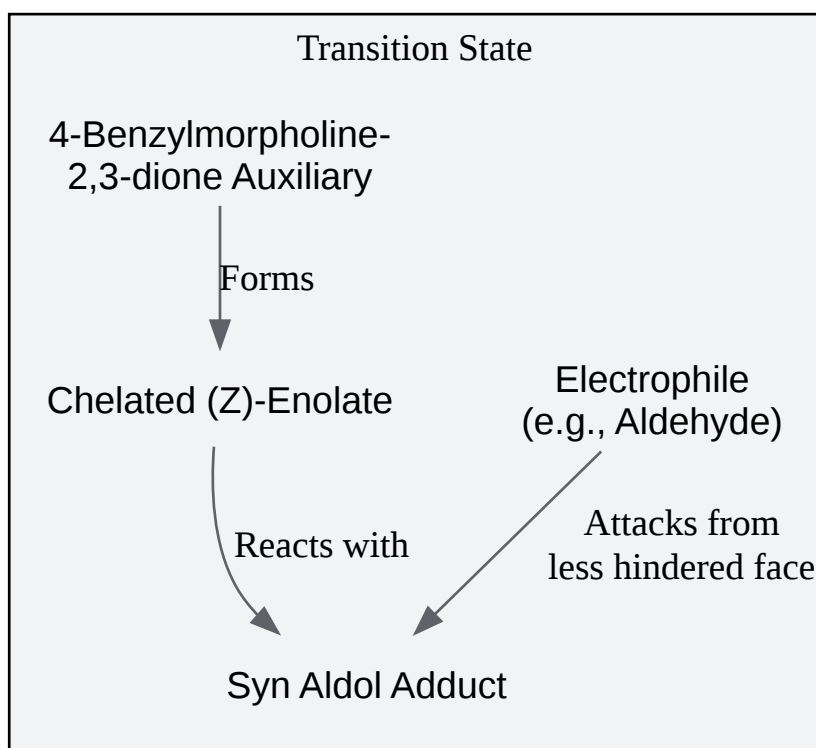 Transition State
4-Benzylmorpholine-
2,3-dione Auxiliary
Forms
Chelated (Z)-Enolate
Electrophile
(e.g., Aldehyde)
Reacts with
Attacks from
less hindered face
Syn Aldol Adduct